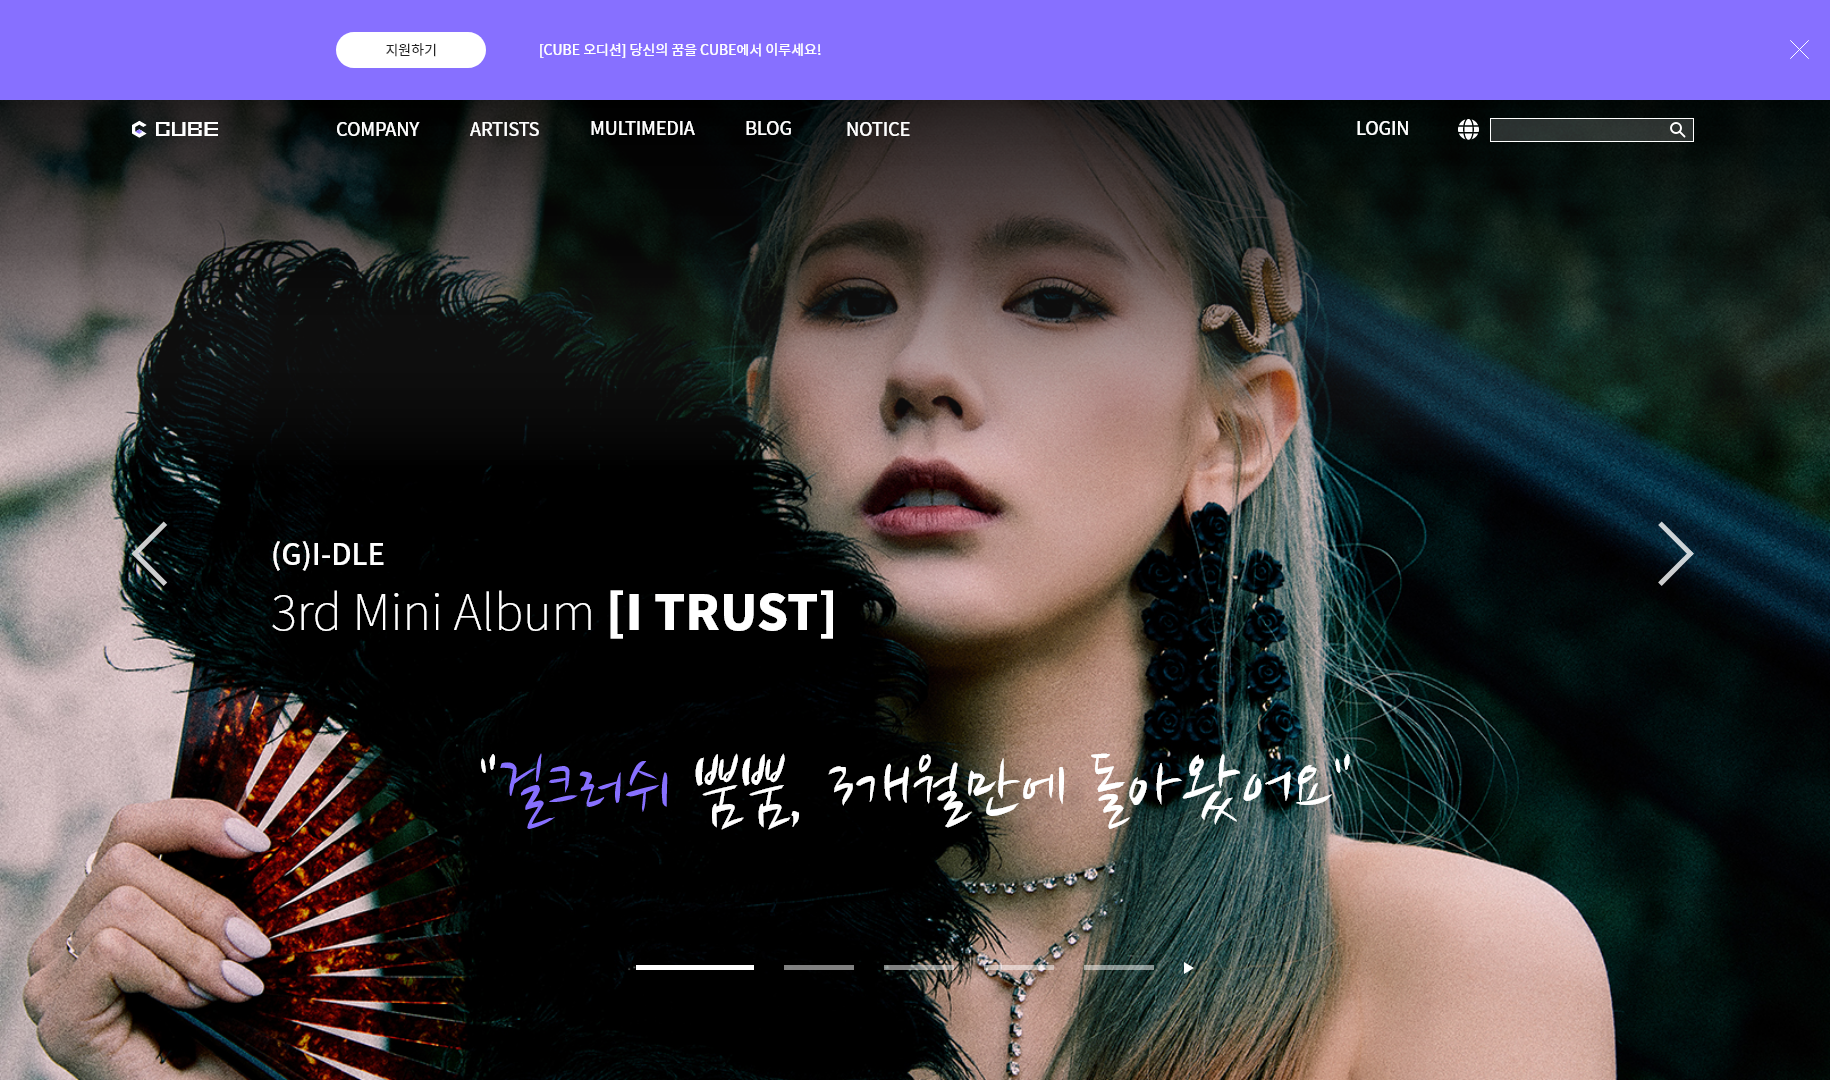 지원하기
[CUBE 오디션] 당신의 꿈을 CUBE에서 이루세요!
CUBE
COMPANY ARTISTS MULTIMEDIA BLOG NOTICE LOGIN
(G)I-DLE
3rd Mini Album [I TRUST]
"걸크러쉬 뿜뿜, 3개월만에 돌아왔어요"